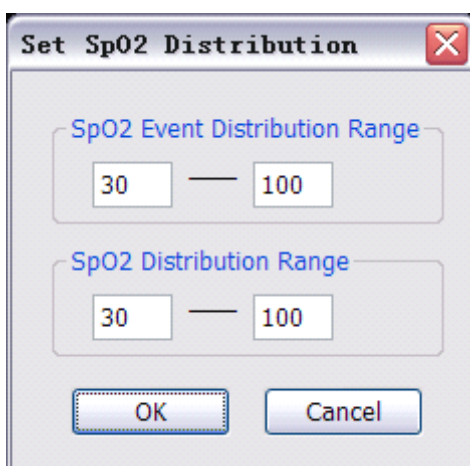 Set SpO2 Distribution
SpO2 Event Distribution Range
30 — 100
SpO2 Distribution Range
30 — 100
OK Cancel